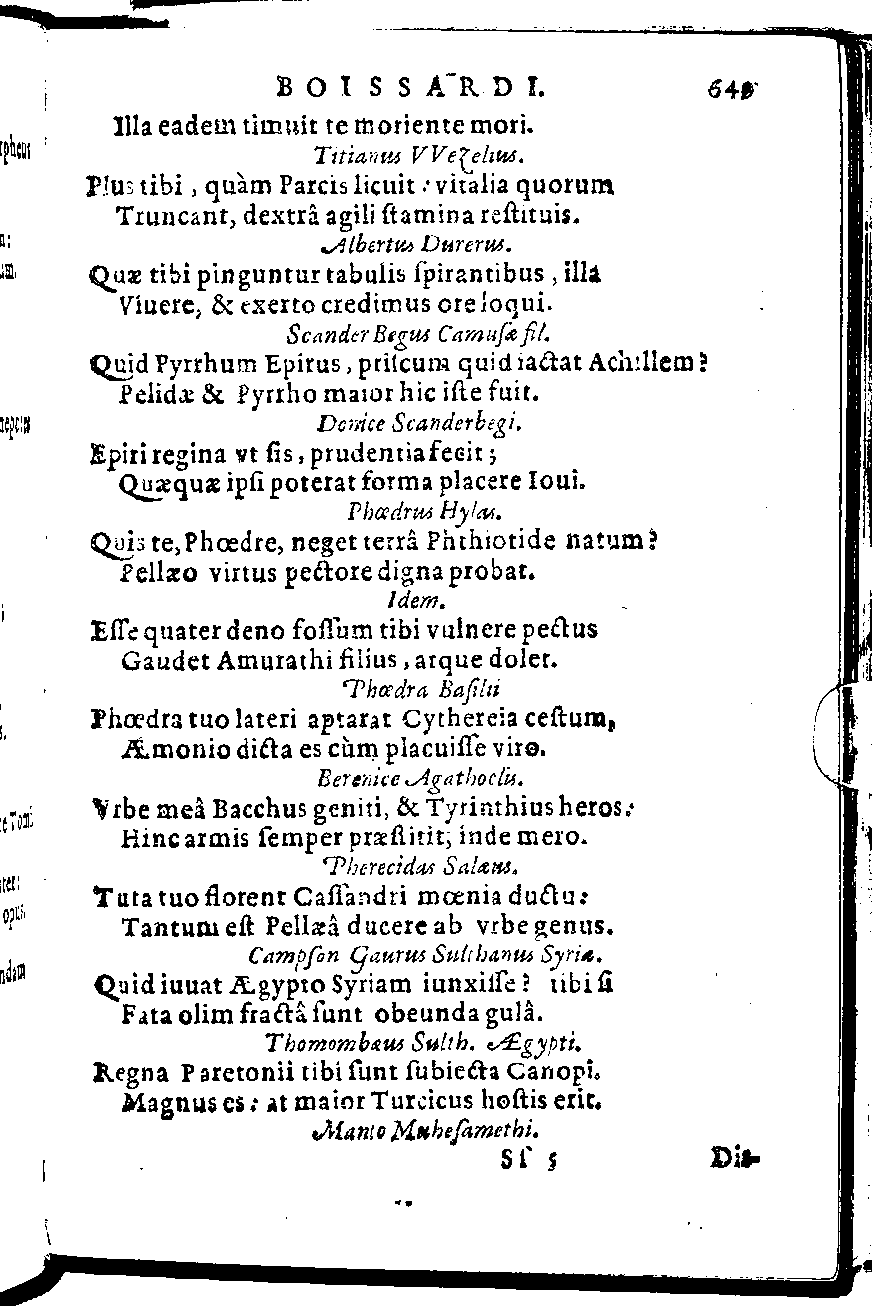 BOISSARDI. 649
Illa eadem timuit te moriente mori.
Titianus VVeZelius.
Plus tibi, quàm Parcis licuit: vitalia quorum
Truncant, dextrâ agili ſtamina reſtituis.
Albertus Durerus.
Quæ tibi pinguntur tabulis ſpirantibus, illa
Viuere, & exerto credimus ore loqui.
Scander Begus Camuſæ fil.
Quid Pyrrhum Epirus, priſcum quid iactat Achillem?
Pelidæ & Pyrrho maior hic iſte fuit.
Donice Scanderbegi.
Epiri regina vt ſis, prudentia fecit;
Quæquæ ipſi poterat forma placere Ioui.
Phœdrus Hylas.
Quis te, Phœdre, neget terrâ Phthiotide natum?
Pellæo virtus pectore digna probat.
Idem.
Eſſe quater deno foſſum tibi vulnere pectus
Gaudet Amurathi filius, atque dolet.
Phœdra Baſilii
Phœdra tuo lateri aptarat Cythereia ceſtum,
Æmonio dicta es cùm placuiſſe viro.
Berenice Agathoclis.
Vrbe meâ Bacchus geniti, & Tyrinthius heros:
Hinc armis ſemper præſtitit; inde mero.
Pherecidas Salæus.
Tuta tuo florent Caſſandri mœnia ductu:
Tantum eſt Pellæâ ducere ab vrbe genus.
Campſon Gaurus Sulthanus Syriæ.
Quid iuuat Ægypto Syriam iunxiſſe? tibi ſi
Fata olim fractâ ſunt obeunda gulâ.
Thomombæus Sulth. Ægypti.
Regna Paretonii tibi ſunt ſubiecta Canopi.
Magnus es: at maior Turcicus hoſtis erit.
Manto Muheſamethi.
Sſ 5 Diſ-